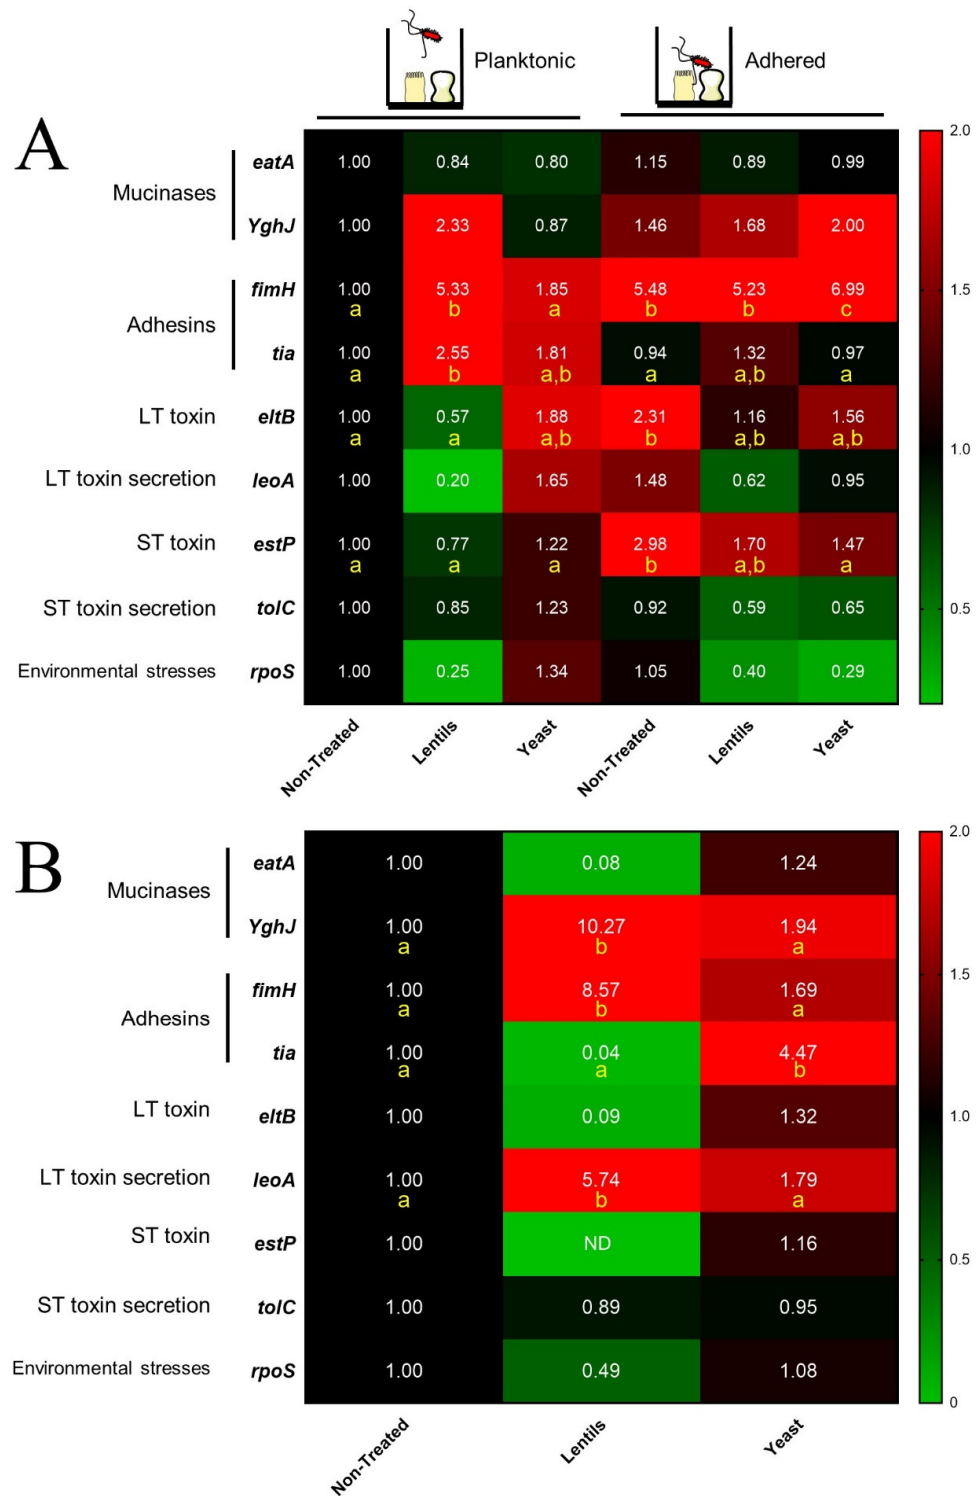 Planktonic Adhered
A
Mucinases
Adhesins
LT toxin
LT toxin secretion
ST toxin
ST toxin secretion
Environmental stresses
eatA 1.00 0.84 0.80 1.15 0.89 0.99
YghJ 1.00 2.33 0.87 1.46 1.68 2.00
fimH 1.00 5.33 1.85 5.48 5.23 6.99
a b a b b c
tia 1.00 2.55 1.81 0.94 1.32 0.97
a b a,b a a,b a
eltB 1.00 0.57 1.88 2.31 1.16 1.56
a a a,b b a,b a,b
leoA 1.00 0.20 1.65 1.48 0.62 0.95
estP 1.00 0.77 1.22 2.98 1.70 1.47
a a a b a,b a
tolC 1.00 0.85 1.23 0.92 0.59 0.65
rpoS 1.00 0.25 1.34 1.05 0.40 0.29
Non-Treated Lentils Yeast Non-Treated Lentils Yeast
2.0
1.5
1.0
0.5
B
Mucinases
Adhesins
LT toxin
LT toxin secretion
ST toxin
ST toxin secretion
Environmental stresses
eatA 1.00 0.08 1.24
YghJ 1.00 10.27 1.94
a b a
fimH 1.00 8.57 1.69
a b a
tia 1.00 0.04 4.47
a a b
eltB 1.00 0.09 1.32
leoA 1.00 5.74 1.79
a b a
estP 1.00 ND 1.16
tolC 1.00 0.89 0.95
rpoS 1.00 0.49 1.08
Non-Treated Lentils Yeast
2.0
1.5
1.0
0.5
0